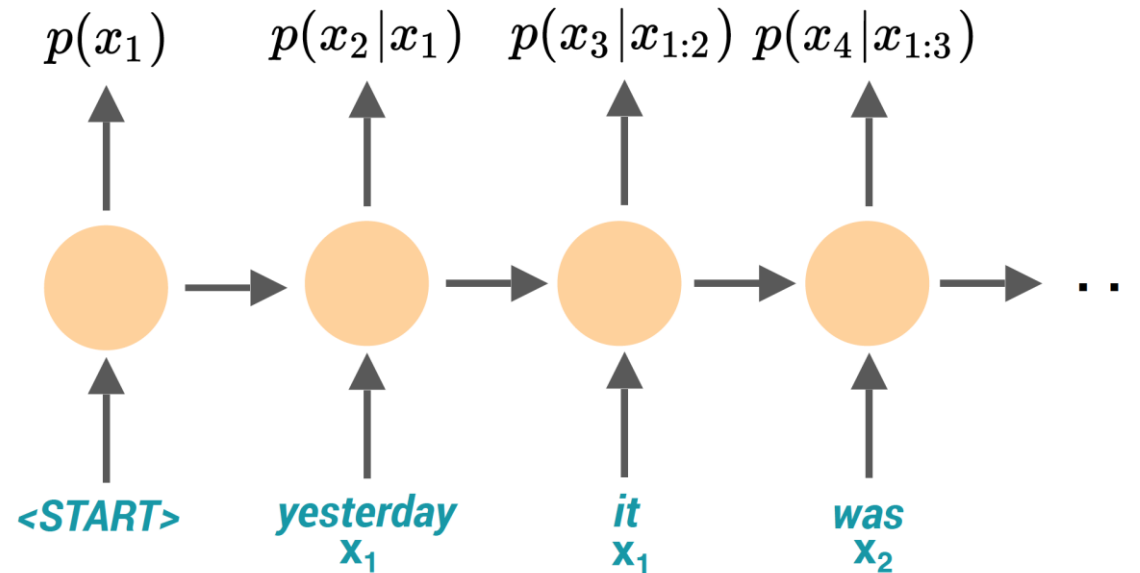 p(x₁) p(x₂|x₁) p(x₃|x₁:₂) p(x₄|x₁:₃)
. .
<START> yesterday it was
x₁ x₁ x₂